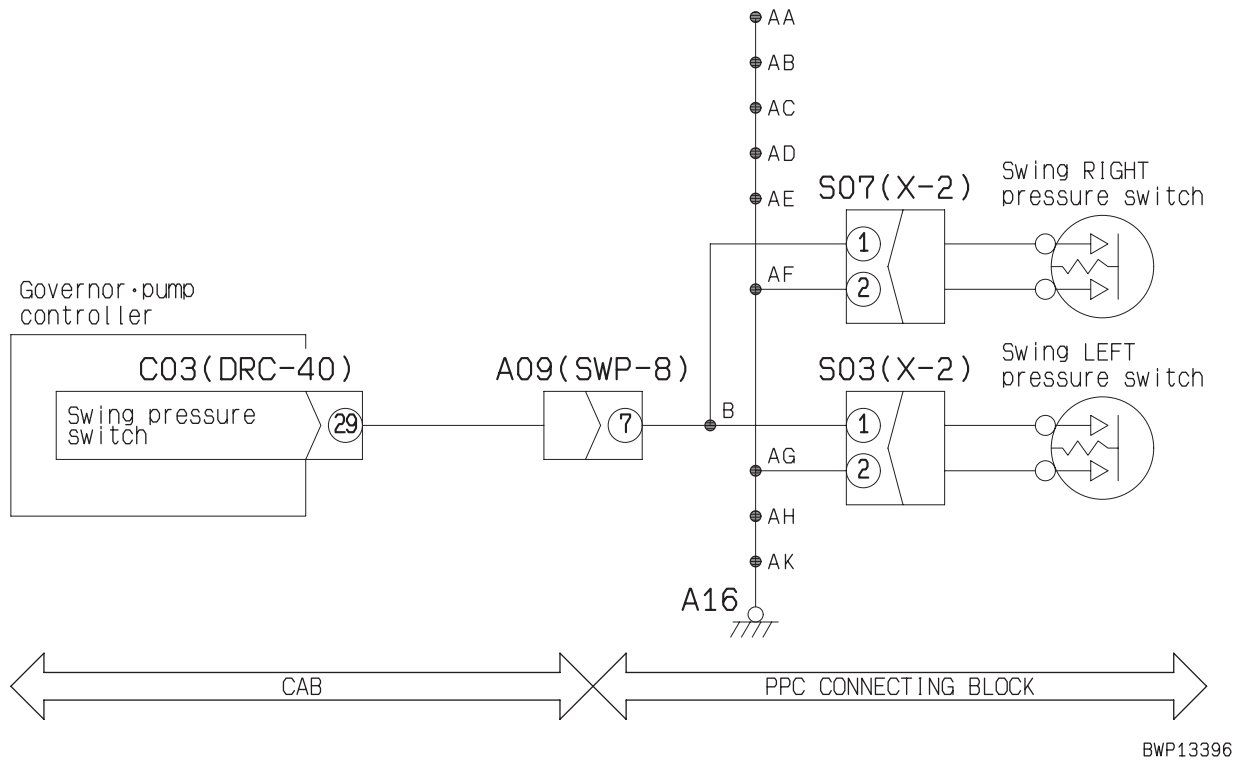 AA
AB
AC
AD
AE
S07(X-2)
Swing RIGHT
pressure switch
1
AF
2
Governor·pump
controller
C03(DRC-40)
A09(SWP-8)
S03(X-2)
Swing LEFT
pressure switch
Swing pressure
switch
29
7
B
1
AG
2
AH
AK
A16
CAB
PPC CONNECTING BLOCK
BWP13396